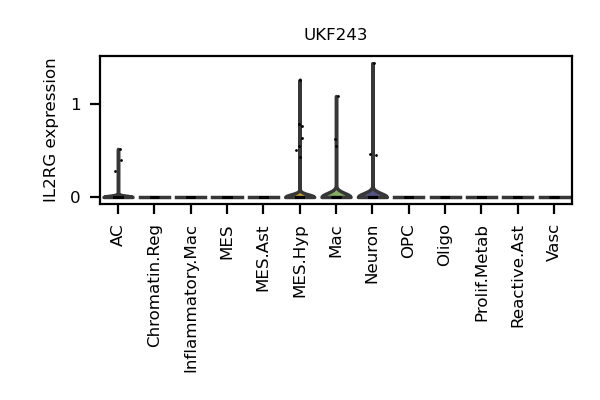 UKF243
IL2RG expression
1
0
AC
Chromatin.Reg
Inflammatory.Mac
MES
MES.Ast
MES.Hyp
Mac
Neuron
OPC
Oligo
Prolif.Metab
Reactive.Ast
Vasc